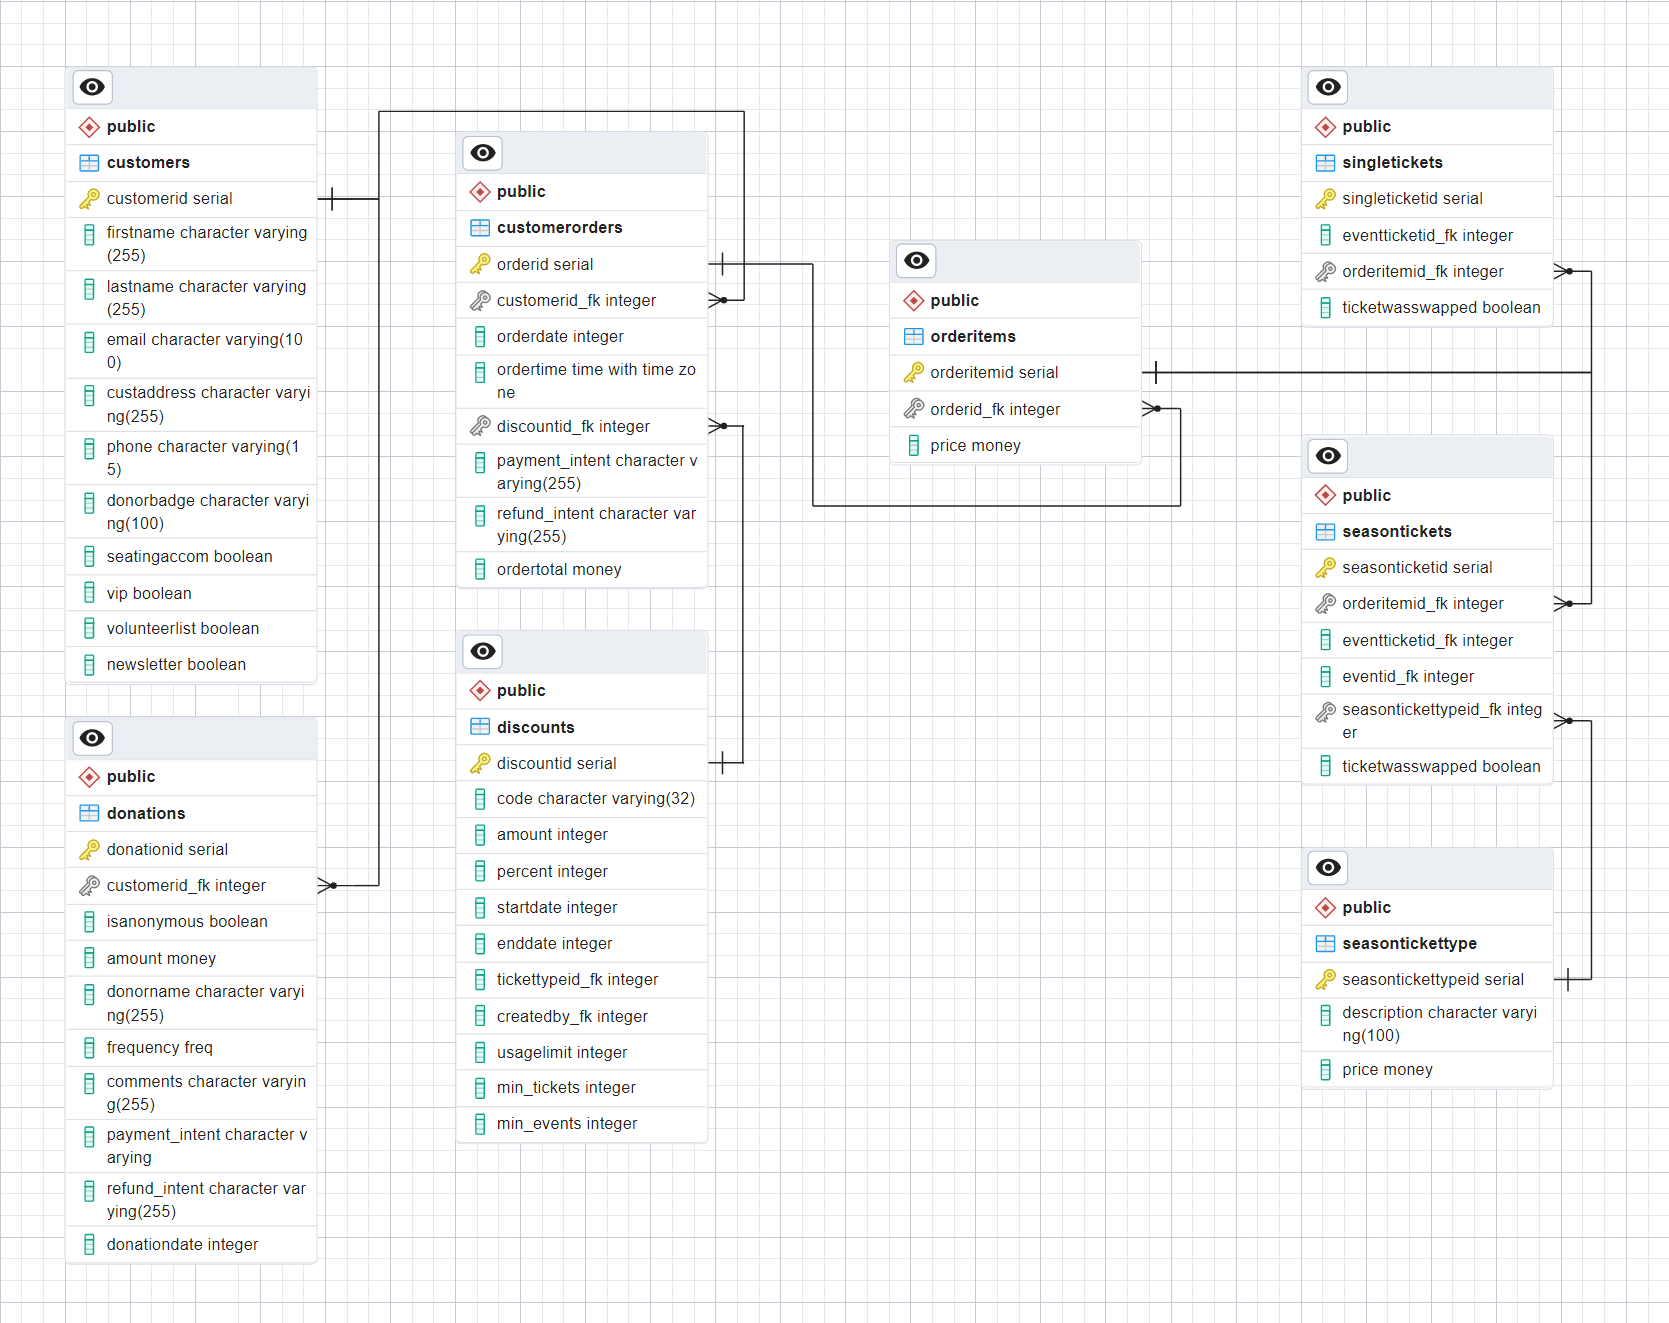 public
customers
customerid serial
firstname character varying
(255)
lastname character varying
(255)
email character varying(10
0)
custaddress character varyi
ng(255)
phone character varying(1
5)
donorbadge character varyi
ng(100)
seatingaccom boolean
vip boolean
volunteerlist boolean
newsletter boolean
public
donations
donationid serial
customerid_fk integer
isanonymous boolean
amount money
donorname character varyi
ng(255)
frequency freq
comments character varyin
g(255)
payment_intent character v
arying
refund_intent character var
ying(255)
donationdate integer
public
customerorders
orderid serial
customerid_fk integer
orderdate integer
ordertime time with time zo
ne
discountid_fk integer
payment_intent character v
arying(255)
refund_intent character var
ying(255)
ordertotal money
public
discounts
discountid serial
code character varying(32)
amount integer
percent integer
startdate integer
enddate integer
tickettypeid_fk integer
createdby_fk integer
usagelimit integer
min_tickets integer
min_events integer
public
orderitems
orderitemid serial
orderid_fk integer
price money
public
singletickets
singleticketid serial
eventticketid_fk integer
orderitemid_fk integer
ticketwasswapped boolean
public
seasontickets
seasonticketid serial
orderitemid_fk integer
eventticketid_fk integer
eventid_fk integer
seasontickettypeid_fk integ
er
ticketwasswapped boolean
public
seasontickettype
seasontickettypeid serial
description character varyi
ng(100)
price money